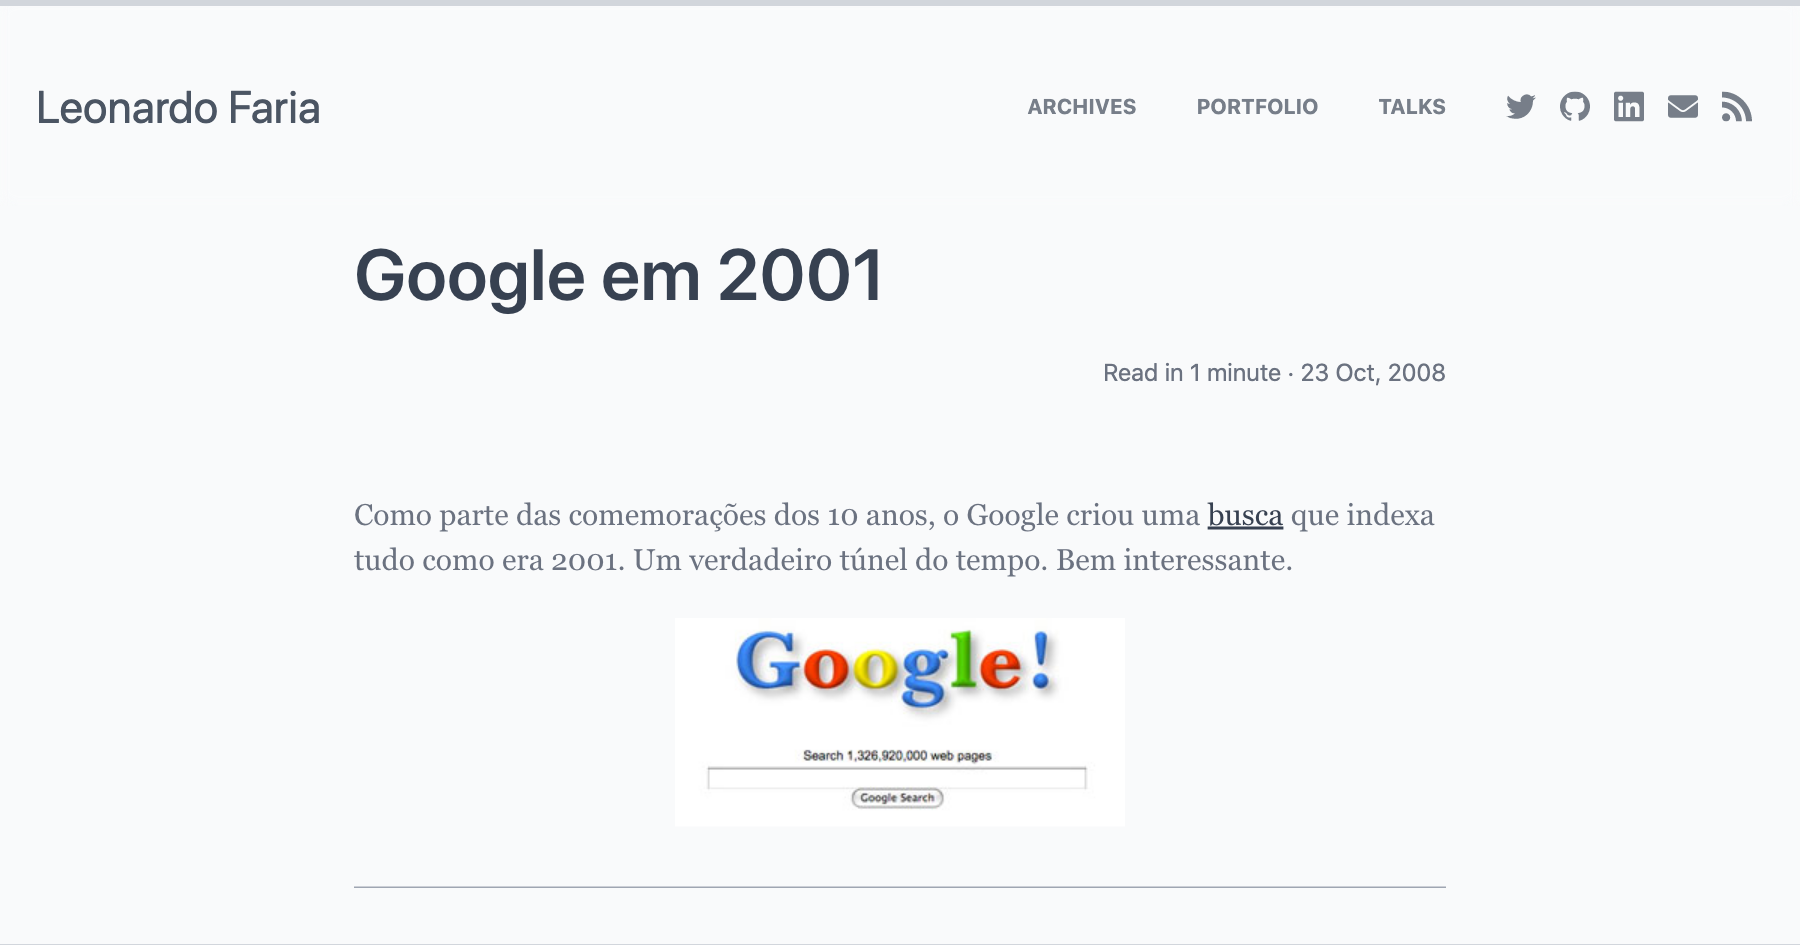 Leonardo Faria
ARCHIVES PORTFOLIO TALKS
Google em 2001
Read in 1 minute · 23 Oct, 2008
Como parte das comemorações dos 10 anos, o Google criou uma busca que indexa
tudo como era 2001. Um verdadeiro túnel do tempo. Bem interessante.
Google!
Search 1,326,920,000 web pages
Google Search